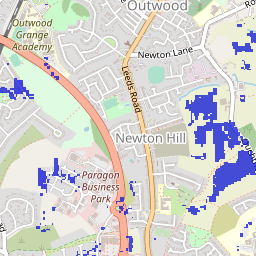 Outwood
Newton Lane
Outwood
Grange
Academy
Leeds Road
Newton Hill
Paragon
Business
Park